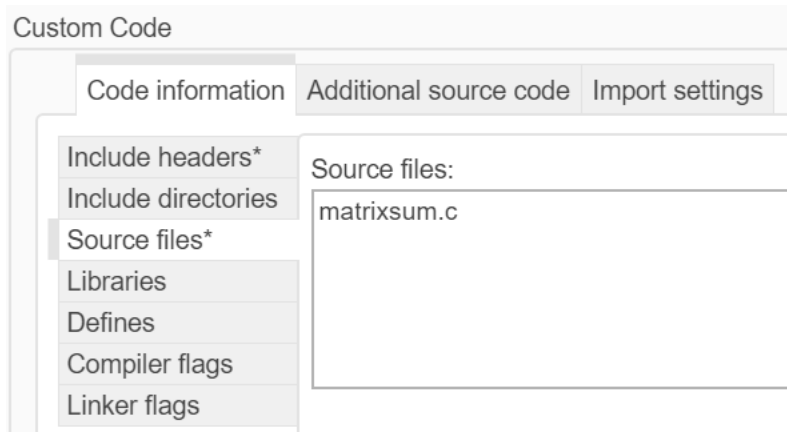 Custom Code
Code information Additional source code Import settings
Include headers*
Include directories
Source files*
Libraries
Defines
Compiler flags
Linker flags
Source files:
matrixsum.c